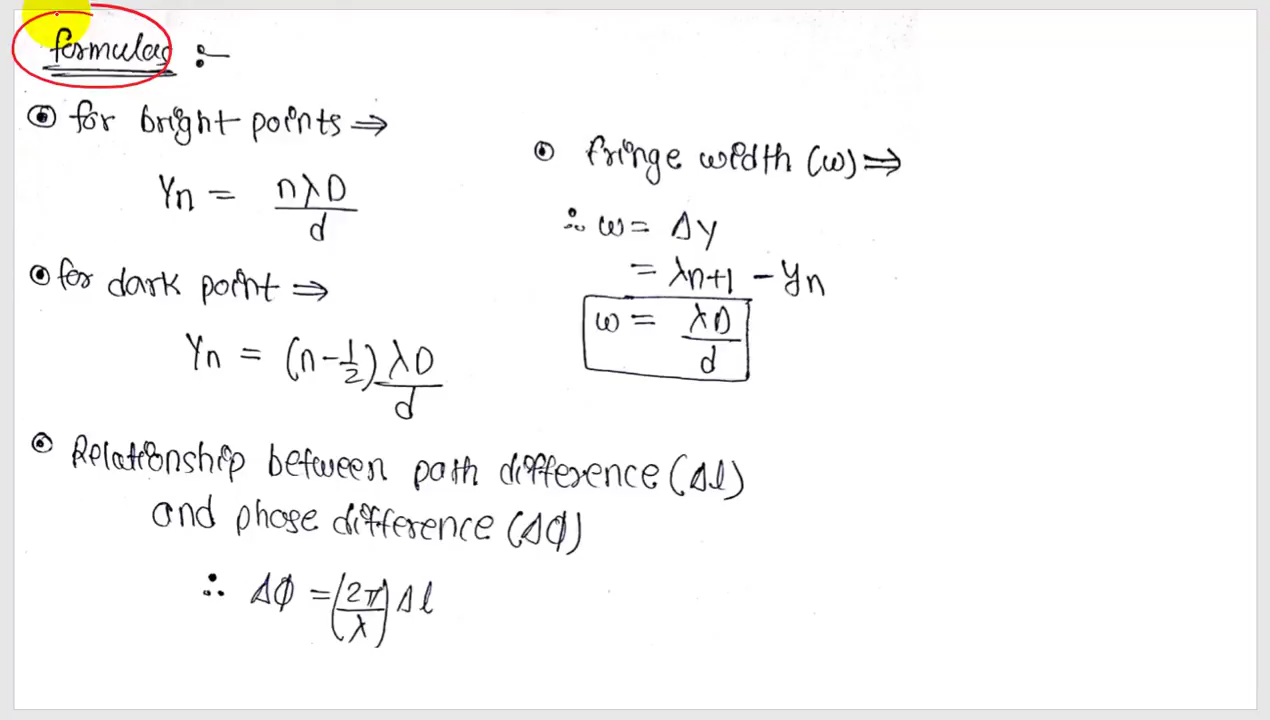 formulas :-
⦿ for bright points ⇒
Yn = nλD/d
⦿ for dark point ⇒
Yn = (n-1/2) λD/d
⦿ fringe width (ω) ⇒
∴ ω = Δy
= λn+1 - yn
ω = λD/d
⦿ Relationship between path difference (Δl)
and phase difference (Δϕ)
∴ Δϕ = (2π/λ) Δl